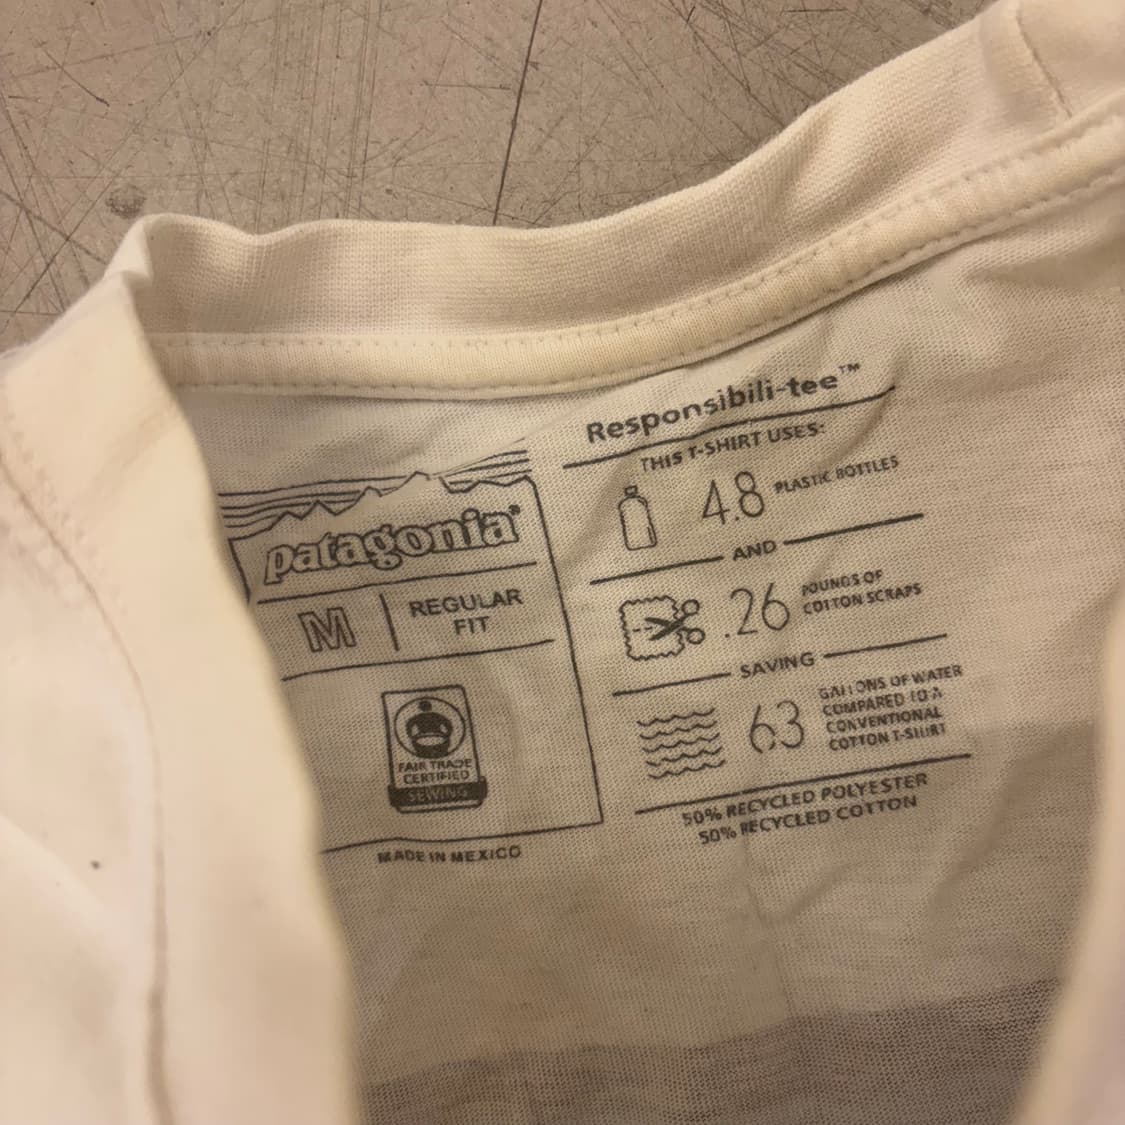 patagonia®
M
REGULAR
FIT
FAIR TRADE
CERTIFIED
SEWING
MADE IN MEXICO
Responsibili-tee™
THIS T-SHIRT USES:
4.8 PLASTIC BOTTLES
AND
.26 POUNDS OF
COTTON SCRAPS
SAVING
63 GALLONS OF WATER
COMPARED TO A
CONVENTIONAL
COTTON T-SHIRT
50% RECYCLED POLYESTER
50% RECYCLED COTTON